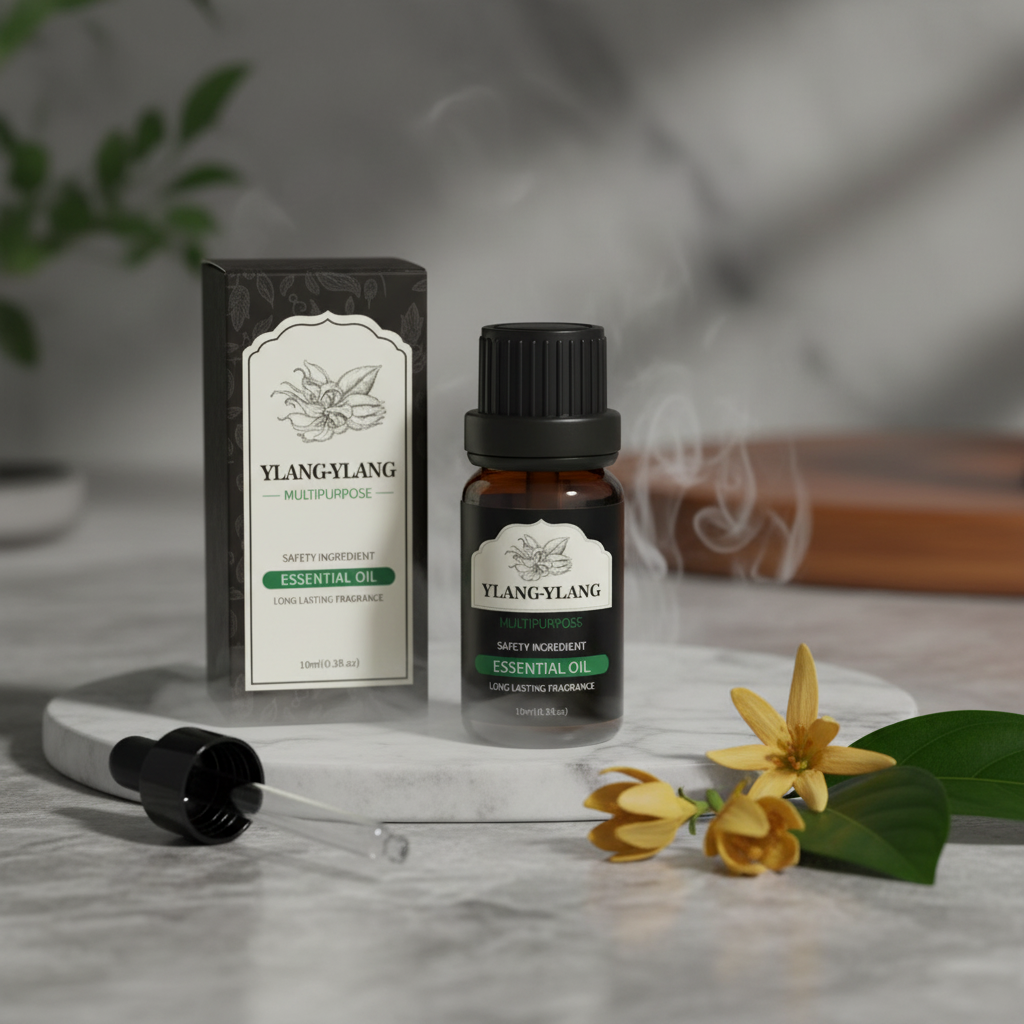 YLANG-YLANG
MULTIPURPOSE
SAFETY INGREDIENT
ESSENTIAL OIL
LONG LASTING FRAGRANCE
YLANG-YLANG
MULTIPURPOSE
SAFETY INGREDIENT
ESSENTIAL OIL
LONG LASTING FRAGRANCE